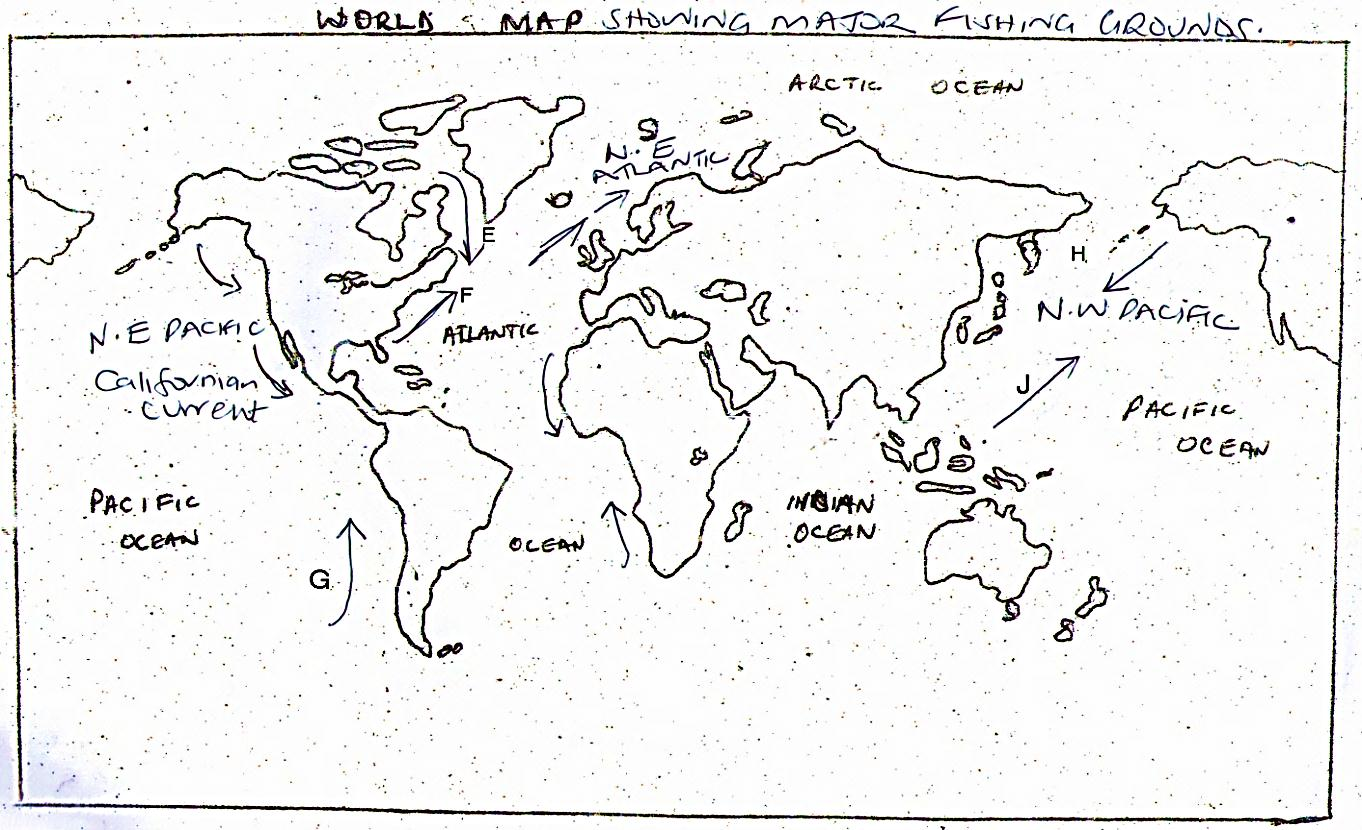 WORLD MAP SHOWING MAJOR FISHING GROUNDS.
ARCTIC OCEAN
N.E
ATLANTIC
E
H
F
ATLANTIC
N.W PACIFIC
N.E PACIFIC
Californian
current
J
PACIFIC
OCEAN
PACIFIC
OCEAN
INDIAN
OCEAN
OCEAN
G